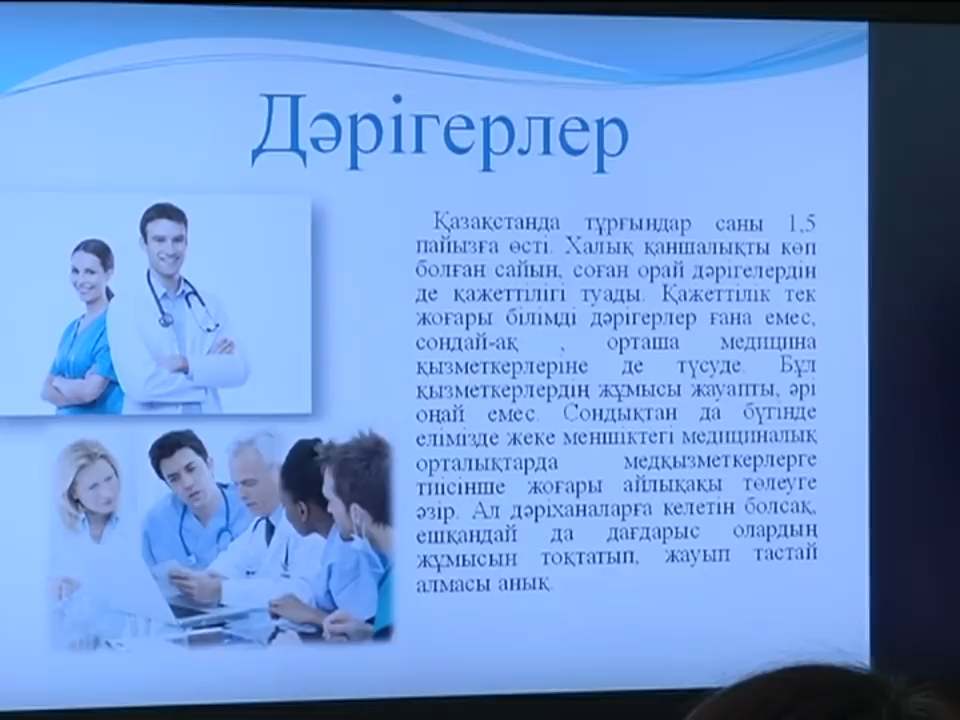 Дәрігерлер
Қазақстанда тұрғындар саны 1,5
пайызға өсті. Халық қаншалықты көп
болған сайын, соған орай дәрігелердін
де қажеттілігі туады. Қажеттілік тек
жоғары білімді дәрігерлер ғана емес,
сондай-ақ , орташа медицина
қызметкерлеріне де түсуде. Бұл
қызметкерлердің жұмысы жауапты, әрі
оңай емес. Сондықтан да бүгінде
елімізде жеке меншіктегі медициналық
орталықтарда медқызметкерлерге
тиісінше жоғары айлықақы төлеуге
әзір. Ал дәріханаларға келетін болсақ,
ешқандай да дағдарыс олардың
жұмысын тоқтатып, жауып тастай
алмасы анық.